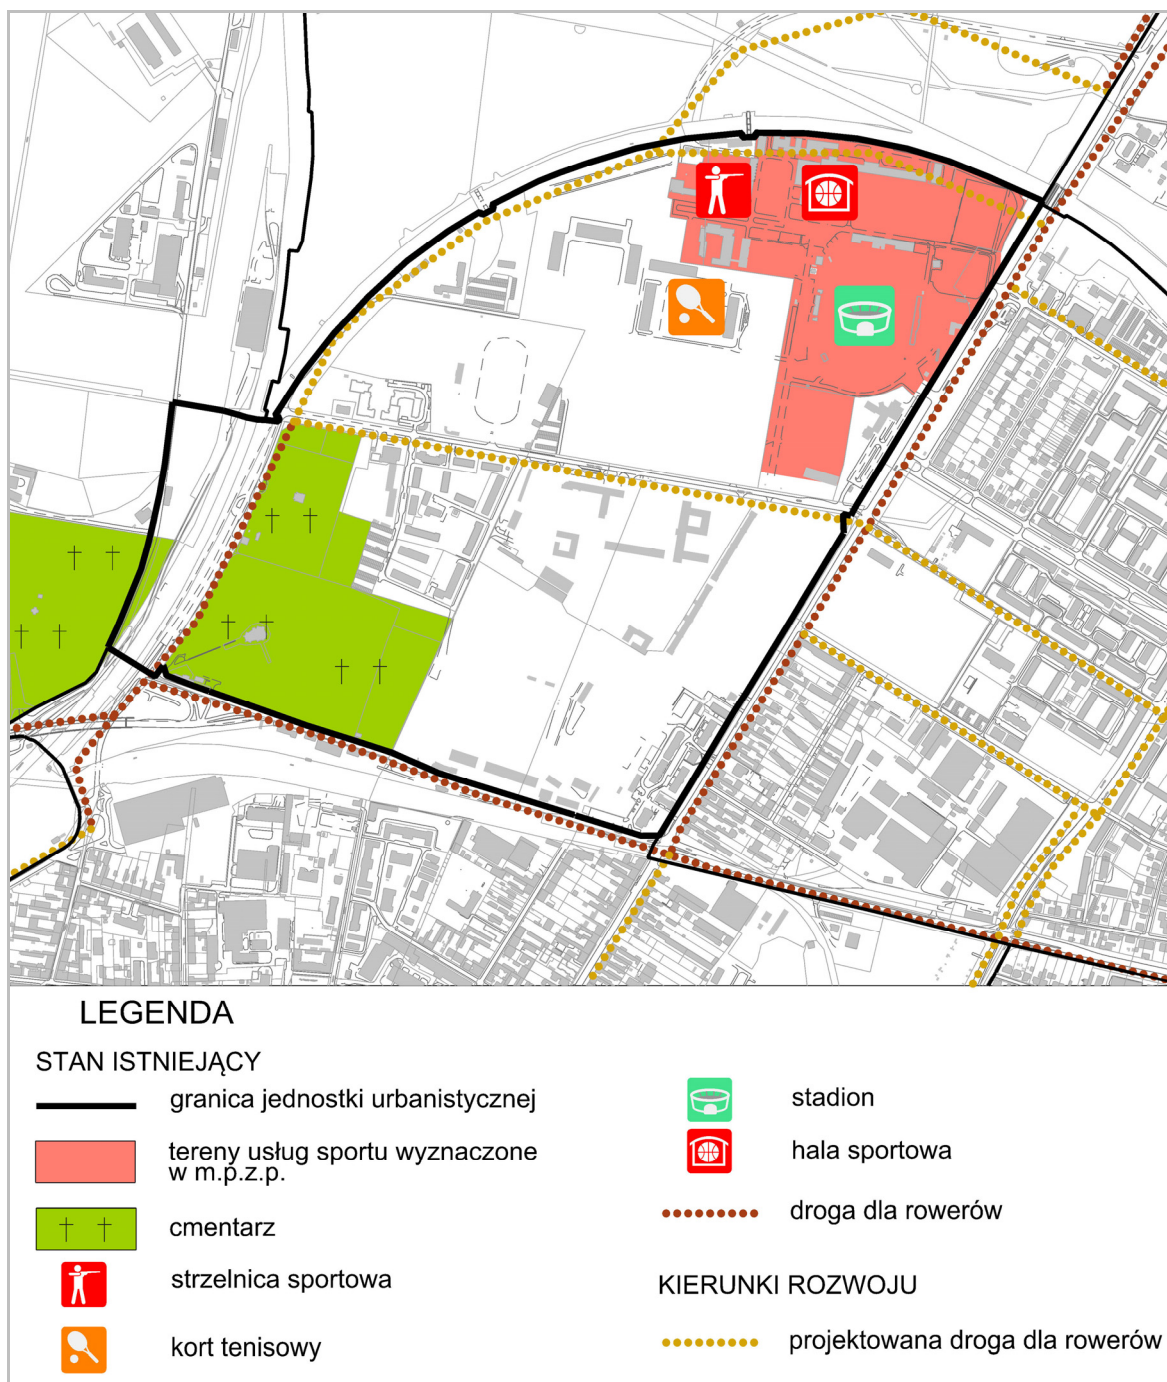 LEGENDA
STAN ISTNIEJĄCY
granica jednostki urbanistycznej
tereny usług sportu wyznaczone
w m.p.z.p.
cmentarz
strzelnica sportowa
kort tenisowy
stadion
hala sportowa
droga dla rowerów
KIERUNKI ROZWOJU
projektowana droga dla rowerów